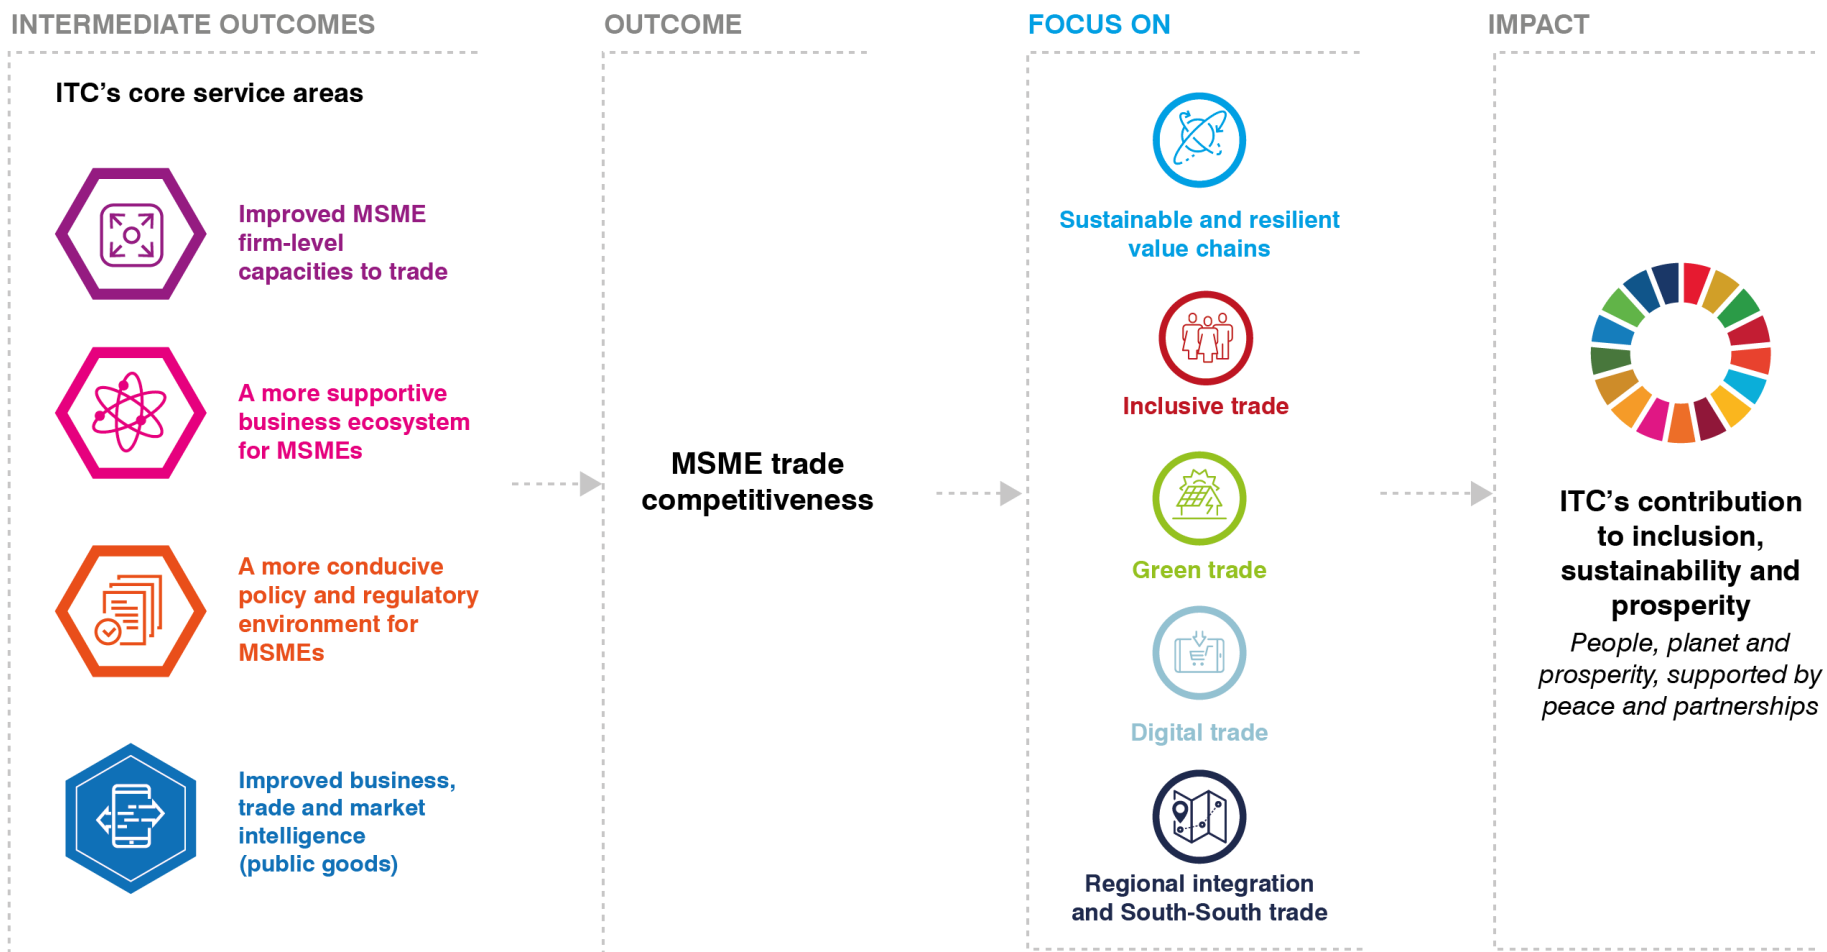 INTERMEDIATE OUTCOMES
ITC’s core service areas
Improved MSME
firm-level
capacities to trade
A more supportive
business ecosystem
for MSMEs
A more conducive
policy and regulatory
environment for
MSMEs
Improved business,
trade and market
intelligence
(public goods)
OUTCOME
MSME trade
competitiveness
FOCUS ON
Sustainable and resilient
value chains
Inclusive trade
Green trade
Digital trade
Regional integration
and South-South trade
IMPACT
ITC’s contribution
to inclusion,
sustainability and
prosperity
People, planet and
prosperity, supported by
peace and partnerships